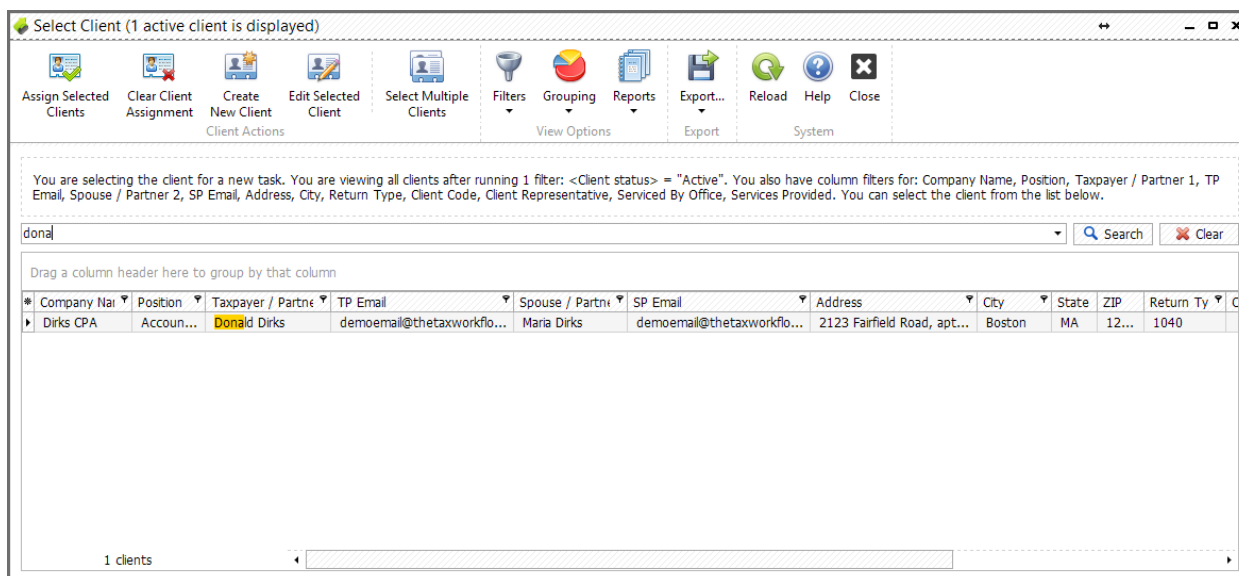 Select Client (1 active client is displayed)
Assign Selected Clients
Clear Client Assignment
Create New Client
Edit Selected Client
Select Multiple Clients
Filters
Grouping
Reports
Export...
Reload
Help
Close
Client Actions
View Options
Export
System
You are selecting the client for a new task. You are viewing all clients after running 1 filter: <Client status> = "Active". You also have column filters for: Company Name, Position, Taxpayer / Partner 1, TP
Email, Spouse / Partner 2, SP Email, Address, City, Return Type, Client Code, Client Representative, Serviced By Office, Services Provided. You can select the client from the list below.
dona Search Clear
Drag a column header here to group by that column
Company Nar Position Taxpayer / Partne TP Email Spouse / Partne SP Email Address City State ZIP Return Ty C
Dirks CPA Accoun... Donald Dirks demoemail@thetaxworkflo... Maria Dirks demoemail@thetaxworkflo... 2123 Fairfield Road, apt... Boston MA 12... 1040
1 clients